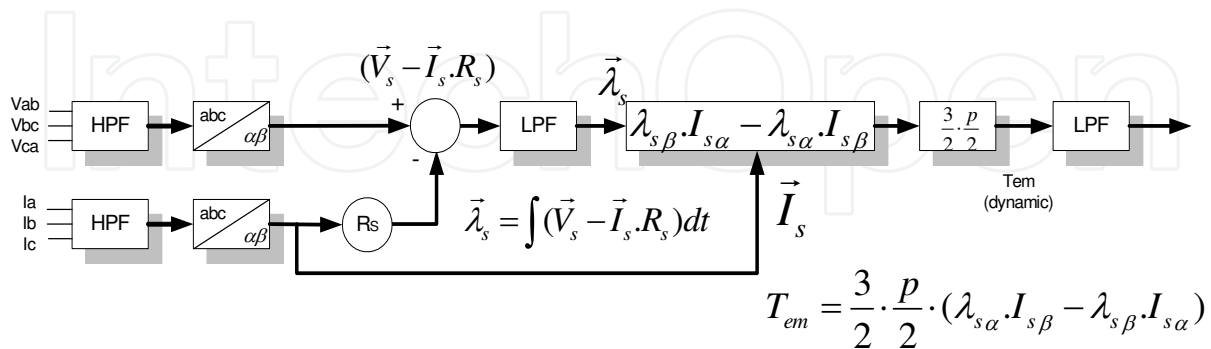 IntechOpen
(V⃗s − I⃗s.Rs)
Vab
Vbc
Vca
HPF
abc
αβ
+
-
LPF
λ⃗s
λsβ.Isα − λsα.Isβ
3/2 · p/2
LPF
Tem
(dynamic)
Ia
Ib
Ic
HPF
abc
αβ
Rs
λ⃗s = ∫(V⃗s − I⃗s.Rs)dt
I⃗s
Tem = 3/2 · p/2 · (λsα.Isβ − λsβ.Isα)